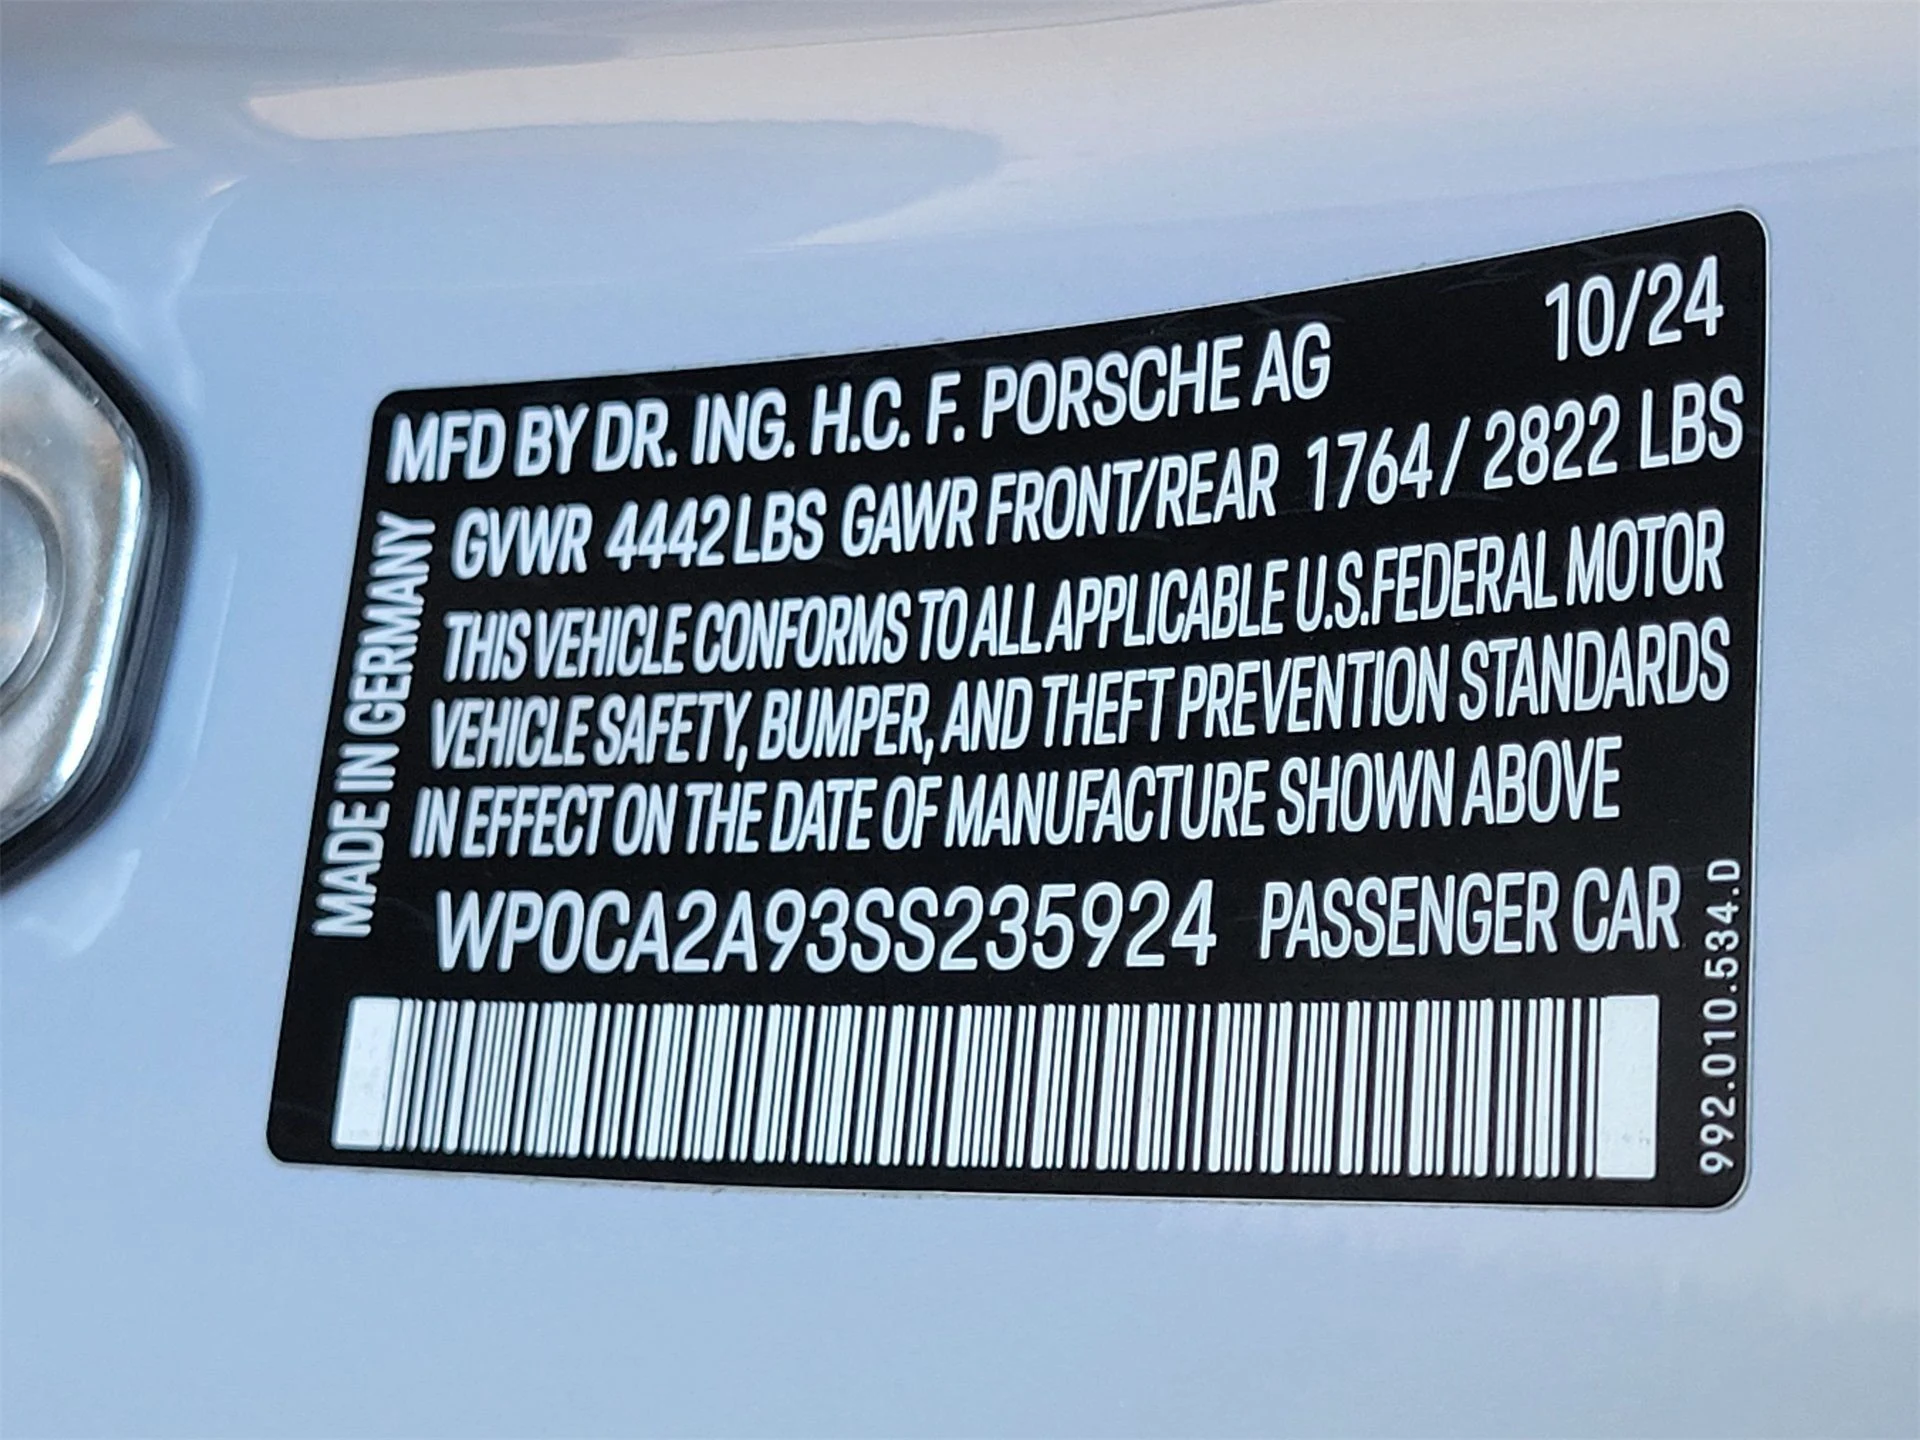 MFD BY DR. ING. H.C. F. PORSCHE AG 10/24
GVWR 4442 LBS GAWR FRONT/REAR 1764 / 2822 LBS
THIS VEHICLE CONFORMS TO ALL APPLICABLE U.S.FEDERAL MOTOR
VEHICLE SAFETY, BUMPER, AND THEFT PREVENTION STANDARDS
IN EFFECT ON THE DATE OF MANUFACTURE SHOWN ABOVE
WP0CA2A93SS235924 PASSENGER CAR
MADE IN GERMANY
992.010.534.D